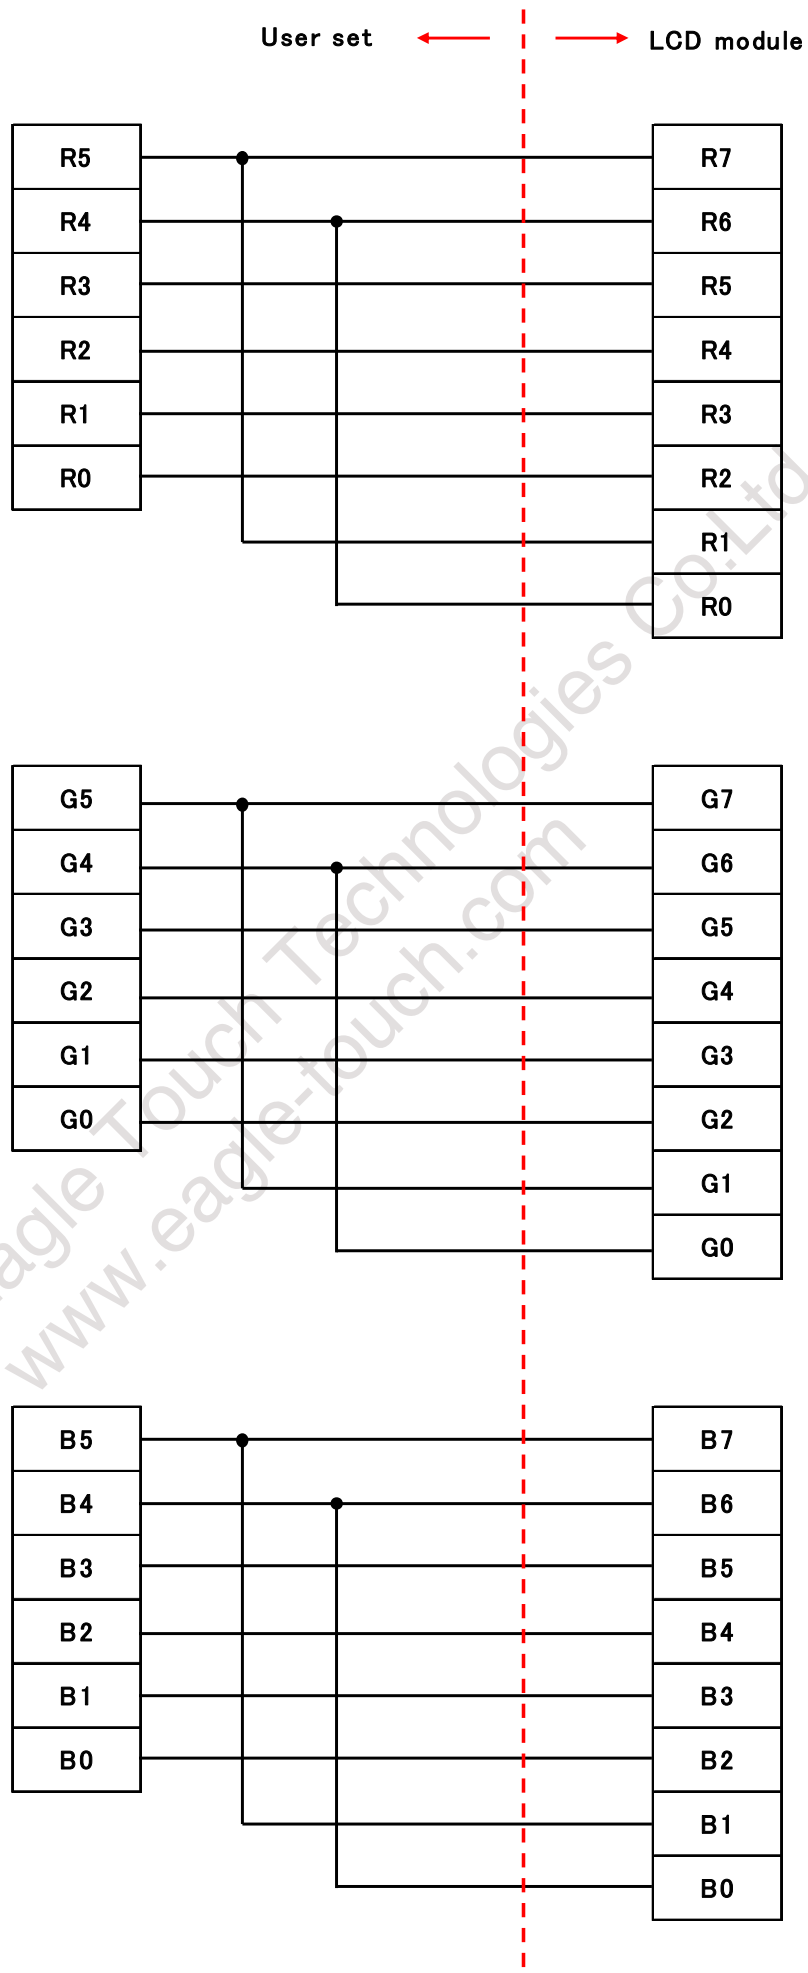 User set
LCD module
R5 R7
R4 R6
R3 R5
R2 R4
R1 R3
R0 R2
R1
R0
G5 G7
G4 G6
G3 G5
G2 G4
G1 G3
G0 G2
G1
G0
B5 B7
B4 B6
B3 B5
B2 B4
B1 B3
B0 B2
B1
B0
Touch Technologies Co.Ltd
www.eagle-touch.com